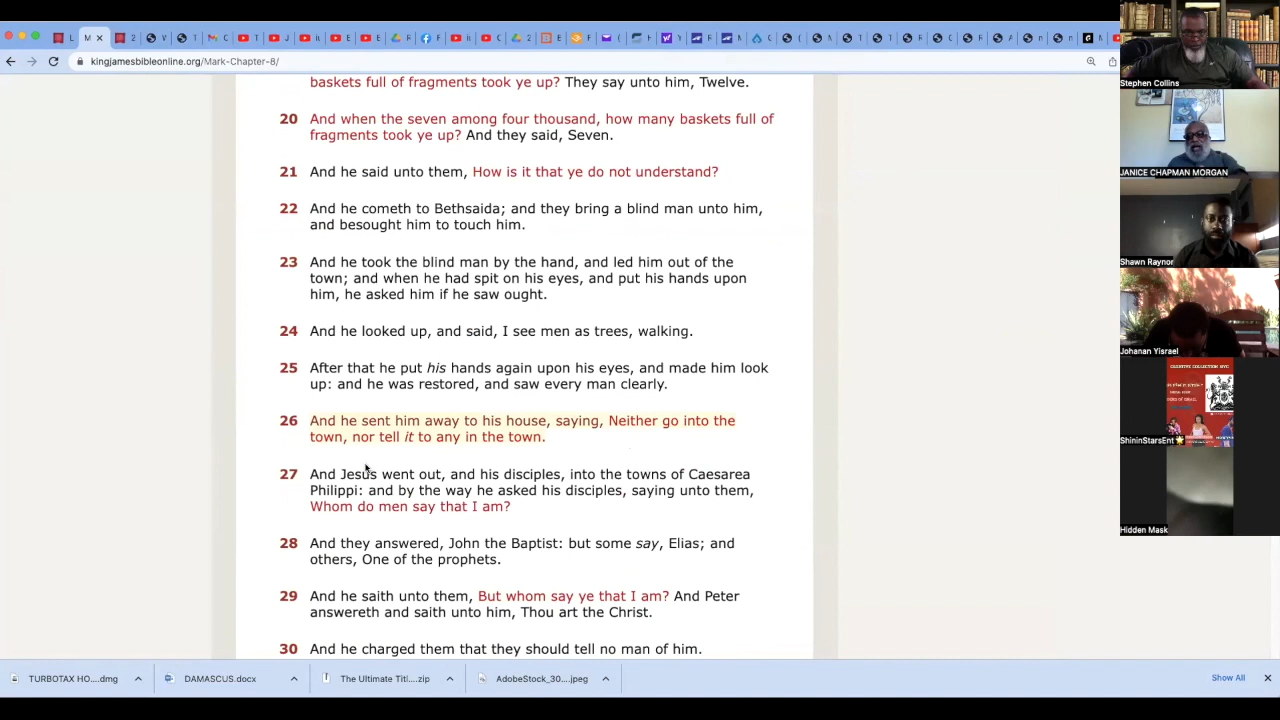 kingjamesbibleonline.org/Mark-Chapter-8/
baskets full of fragments took ye up? They say unto him, Twelve.
20 And when the seven among four thousand, how many baskets full of
fragments took ye up? And they said, Seven.
21 And he said unto them, How is it that ye do not understand?
22 And he cometh to Bethsaida; and they bring a blind man unto him,
and besought him to touch him.
23 And he took the blind man by the hand, and led him out of the
town; and when he had spit on his eyes, and put his hands upon
him, he asked him if he saw ought.
24 And he looked up, and said, I see men as trees, walking.
25 After that he put his hands again upon his eyes, and made him look
up: and he was restored, and saw every man clearly.
26 And he sent him away to his house, saying, Neither go into the
town, nor tell it to any in the town.
27 And Jesus went out, and his disciples, into the towns of Caesarea
Philippi: and by the way he asked his disciples, saying unto them,
Whom do men say that I am?
28 And they answered, John the Baptist: but some say, Elias; and
others, One of the prophets.
29 And he saith unto them, But whom say ye that I am? And Peter
answereth and saith unto him, Thou art the Christ.
30 And he charged them that they should tell no man of him.
TURBOTAX HO....dmg
DAMASCUS.docx
The Ultimate Titl....zip
AdobeStock_30....jpeg
Show All
Stephen Collins
JANICE CHAPMAN MORGAN
Shawn Raynor
Johanan Yisrael
ShininStarsEnt
Hidden Mask